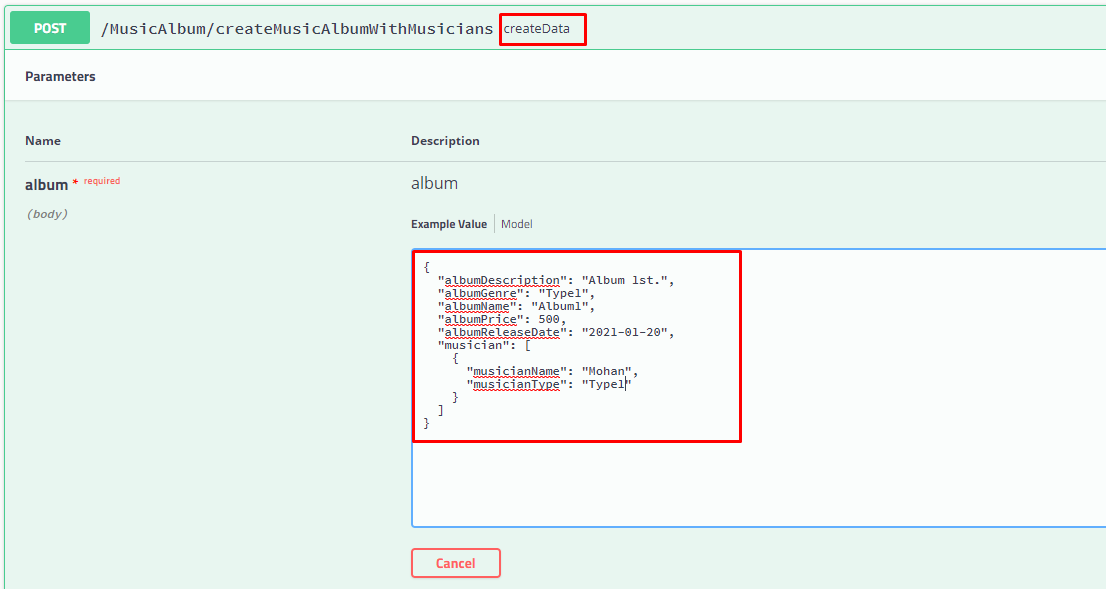 POST /MusicAlbum/createMusicAlbumWithMusicians createData
Parameters
Name Description
album * required album
(body)
Example Value Model
{
  "albumDescription": "Album 1st.",
  "albumGenre": "Type1",
  "albumName": "Album1",
  "albumPrice": 500,
  "albumReleaseDate": "2021-01-20",
  "musician": [
    {
      "musicianName": "Mohan",
      "musicianType": "Type1"
    }
  ]
}
Cancel